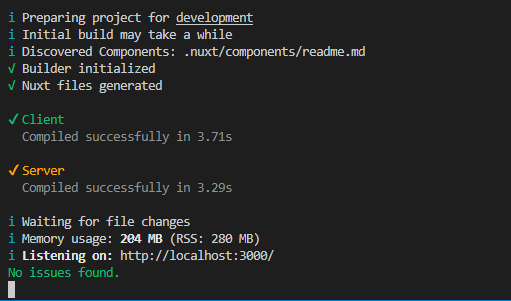 i Preparing project for development
i Initial build may take a while
i Discovered Components: .nuxt/components/readme.md
√ Builder initialized
√ Nuxt files generated
✓ Client
Compiled successfully in 3.71s
✓ Server
Compiled successfully in 3.29s
i Waiting for file changes
i Memory usage: 204 MB (RSS: 280 MB)
i Listening on: http://localhost:3000/
No issues found.